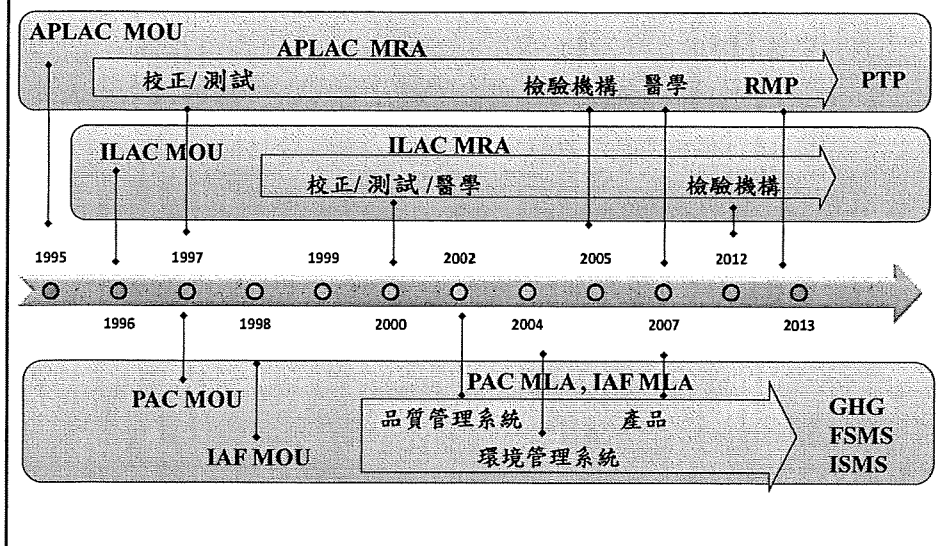 APLAC MOU
APLAC MRA
校正/ 測試 檢驗機構 醫學 RMP PTP
ILAC MOU ILAC MRA
校正/ 測試 /醫學 檢驗機構
1995 1997 1999 2002 2005 2012
1996 1998 2000 2004 2007 2013
PAC MLA , IAF MLA
PAC MOU
品質管理系統 產品
GHG
FSMS
IAF MOU 環境管理系統
ISMS